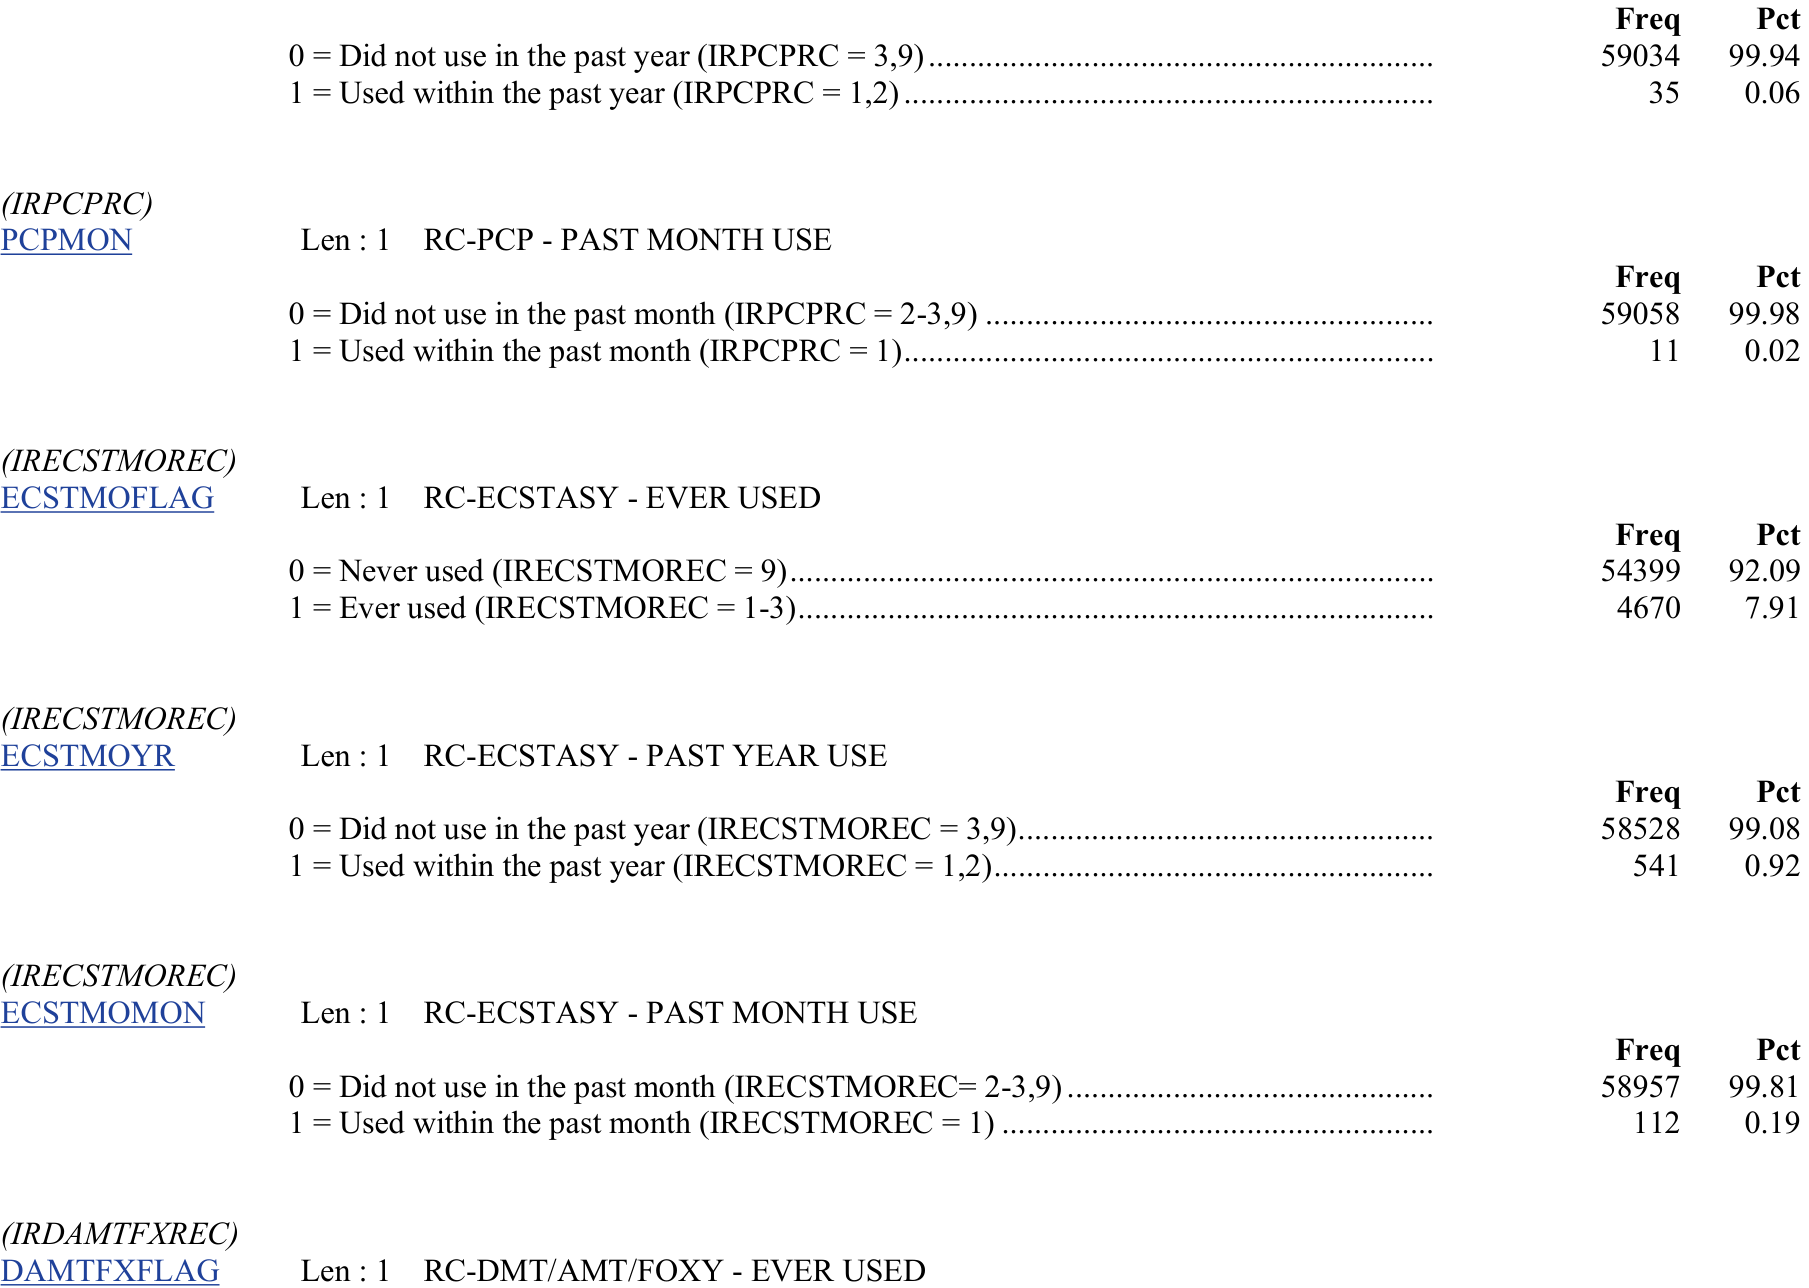 Freq Pct
0 = Did not use in the past year (IRPCPRC = 3,9)............................................................... 59034 99.94
1 = Used within the past year (IRPCPRC = 1,2).................................................................. 35 0.06
(IRPCPRC)
PCPMON Len : 1 RC-PCP - PAST MONTH USE
Freq Pct
0 = Did not use in the past month (IRPCPRC = 2-3,9) ........................................................ 59058 99.98
1 = Used within the past month (IRPCPRC = 1).................................................................. 11 0.02
(IRECSTMOREC)
ECSTMOFLAG Len : 1 RC-ECSTASY - EVER USED
Freq Pct
0 = Never used (IRECSTMOREC = 9)................................................................................ 54399 92.09
1 = Ever used (IRECSTMOREC = 1-3)............................................................................... 4670 7.91
(IRECSTMOREC)
ECSTMOYR Len : 1 RC-ECSTASY - PAST YEAR USE
Freq Pct
0 = Did not use in the past year (IRECSTMOREC = 3,9).................................................... 58528 99.08
1 = Used within the past year (IRECSTMOREC = 1,2)....................................................... 541 0.92
(IRECSTMOREC)
ECSTMOMON Len : 1 RC-ECSTASY - PAST MONTH USE
Freq Pct
0 = Did not use in the past month (IRECSTMOREC= 2-3,9) .............................................. 58957 99.81
1 = Used within the past month (IRECSTMOREC = 1) ...................................................... 112 0.19
(IRDAMTFXREC)
DAMTFXFLAG Len : 1 RC-DMT/AMT/FOXY - EVER USED